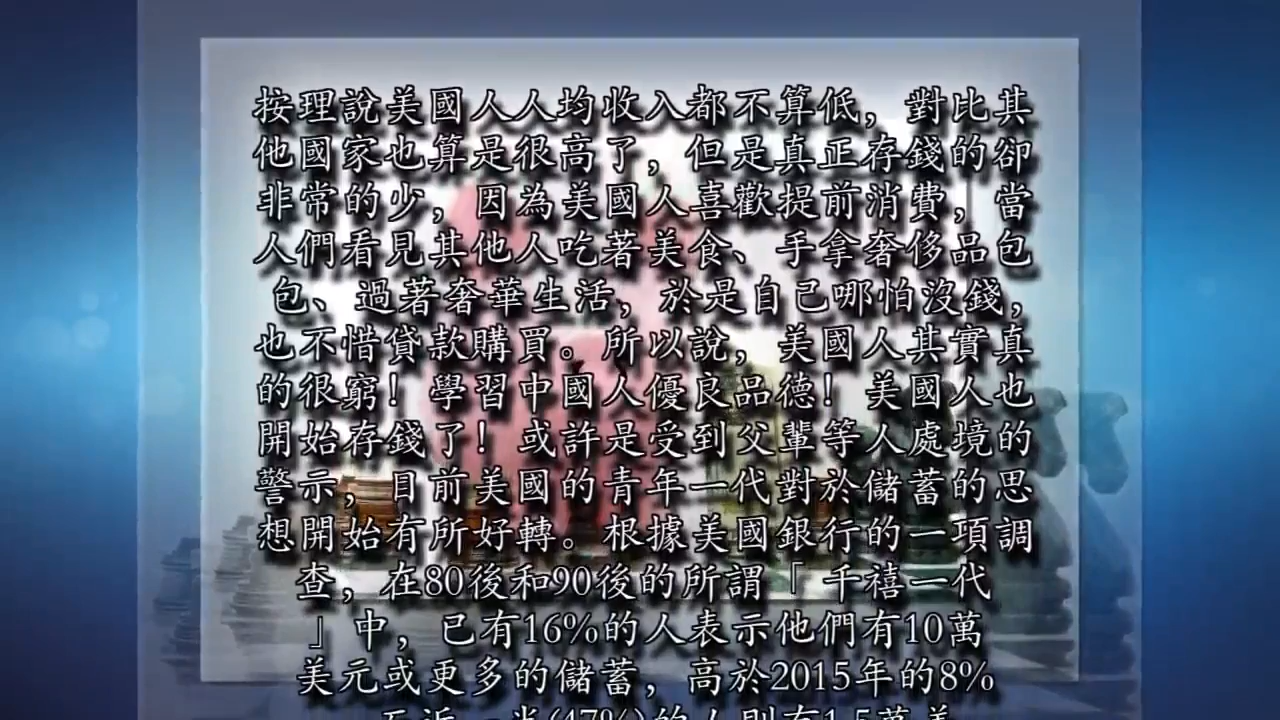 按理說美國人人均收入都不算低，對比其
他國家也算是很高了，但是真正存錢的卻
非常的少，因為美國人喜歡提前消費，當
人們看見其他人吃著美食、手拿奢侈品包
包、過著奢華生活，於是自己哪怕沒錢，
也不惜貸款購買。所以說，美國人其實真
的很窮！學習中國人優良品德！美國人也
開始存錢了！或許是受到父輩等人處境的
警示，目前美國的青年一代對於儲蓄的思
想開始有所好轉。根據美國銀行的一項調
查，在80後和90後的所謂「千禧一代
』中，已有16%的人表示他們有10萬
美元或更多的儲蓄，高於2015年的8%
(47%)的人則有1.5萬美